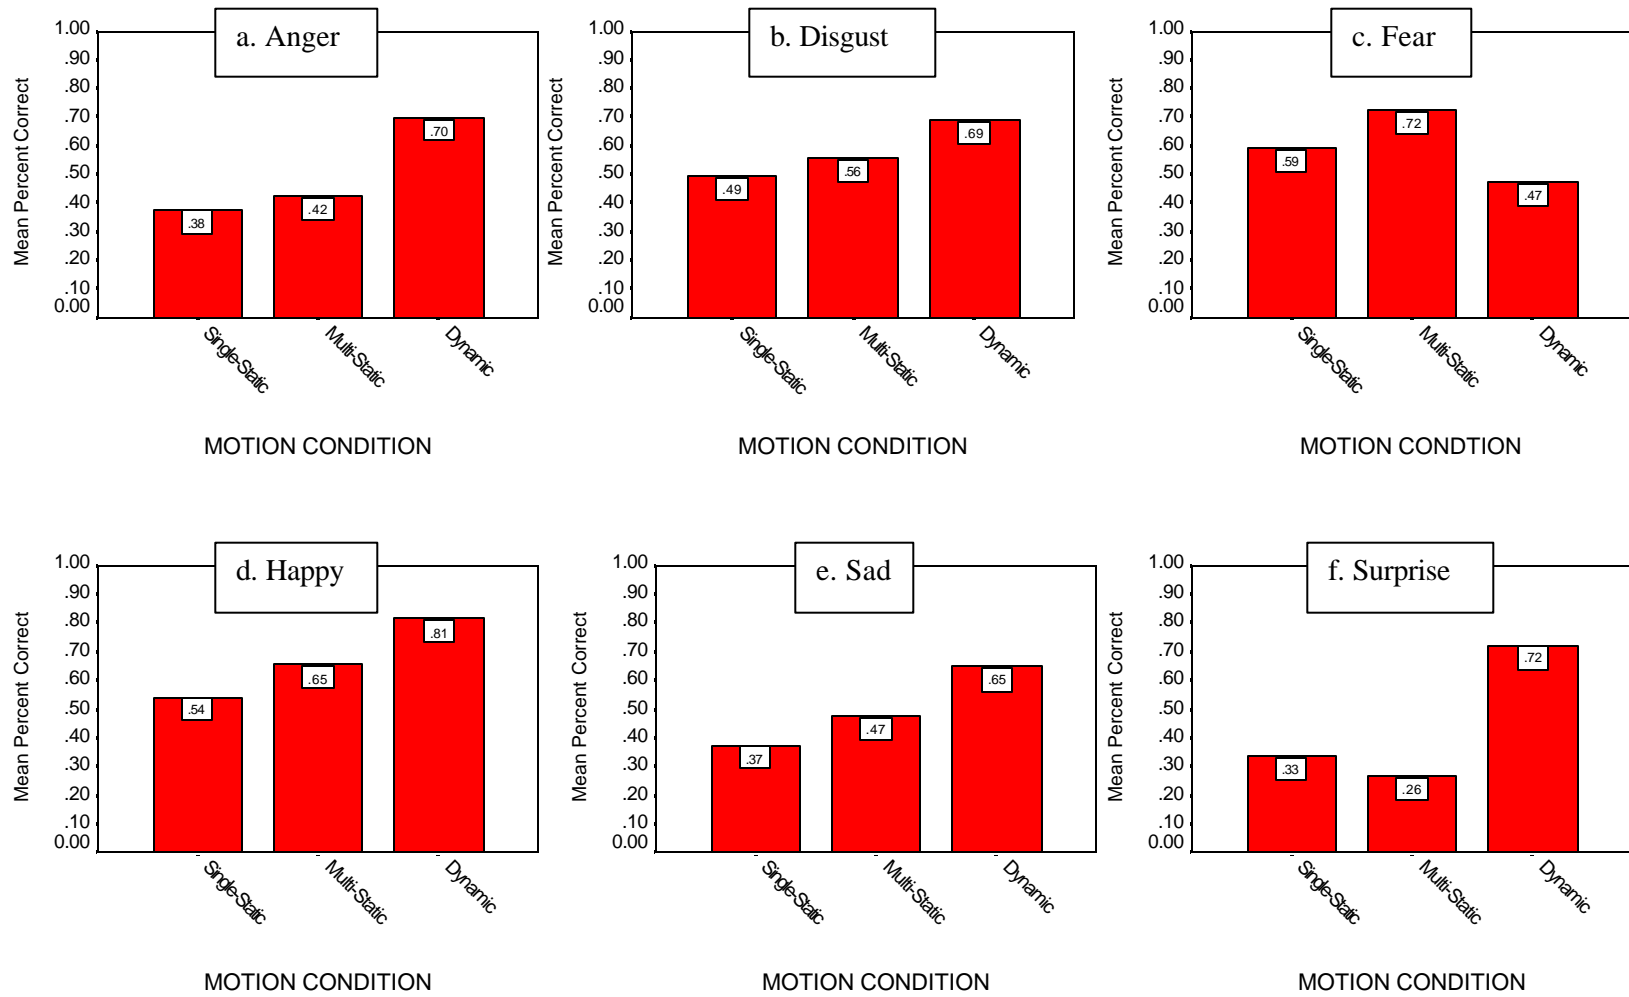 a. Anger
Mean Percent Correct
1.00
.90
.80
.70
.60
.50
.40
.30
.20
.10
0.00
.38
.42
.70
Single-Static
Multi-Static
Dynamic
MOTION CONDITION
b. Disgust
Mean Percent Correct
1.00
.90
.80
.70
.60
.50
.40
.30
.20
.10
0.00
.49
.56
.69
Single-Static
Multi-Static
Dynamic
MOTION CONDITION
c. Fear
Mean Percent Correct
1.00
.90
.80
.70
.60
.50
.40
.30
.20
.10
0.00
.59
.72
.47
Single-Static
Multi-Static
Dynamic
MOTION CONDTION
d. Happy
Mean Percent Correct
1.00
.90
.80
.70
.60
.50
.40
.30
.20
.10
0.00
.54
.65
.81
Single-Static
Multi-Static
Dynamic
MOTION CONDITION
e. Sad
Mean Percent Correct
1.00
.90
.80
.70
.60
.50
.40
.30
.20
.10
0.00
.37
.47
.65
Single-Static
Multi-Static
Dynamic
MOTION CONDITION
f. Surprise
Mean Percent Correct
1.00
.90
.80
.70
.60
.50
.40
.30
.20
.10
0.00
.33
.26
.72
Single-Static
Multi-Static
Dynamic
MOTION CONDITION